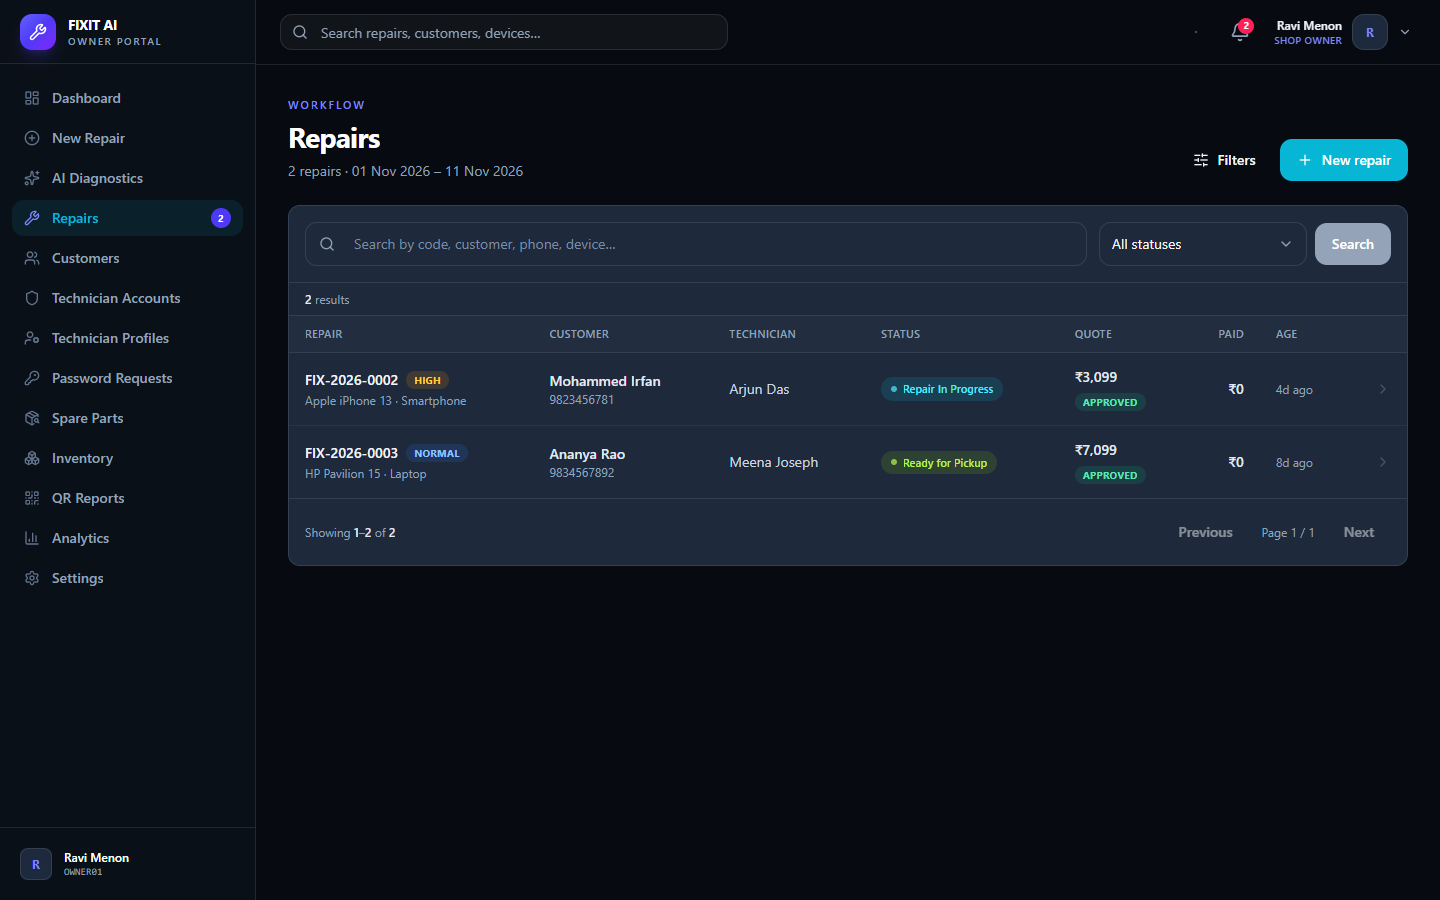 FIXIT AI
OWNER PORTAL
Dashboard
New Repair
AI Diagnostics
Repairs 2
Customers
Technician Accounts
Technician Profiles
Password Requests
Spare Parts
Inventory
QR Reports
Analytics
Settings
R
Ravi Menon
OWNER01
Search repairs, customers, devices...
2
Ravi Menon
SHOP OWNER
R
WORKFLOW
Repairs
2 repairs · 01 Nov 2026 – 11 Nov 2026
Filters
New repair
Search by code, customer, phone, device...
All statuses
Search
2 results
REPAIR CUSTOMER TECHNICIAN STATUS QUOTE PAID AGE
FIX-2026-0002 HIGH
Apple iPhone 13 · Smartphone
Mohammed Irfan
9823456781
Arjun Das
Repair In Progress
₹3,099
APPROVED
₹0
4d ago
FIX-2026-0003 NORMAL
HP Pavilion 15 · Laptop
Ananya Rao
9834567892
Meena Joseph
Ready for Pickup
₹7,099
APPROVED
₹0
8d ago
Showing 1–2 of 2
Previous
Page 1 / 1
Next